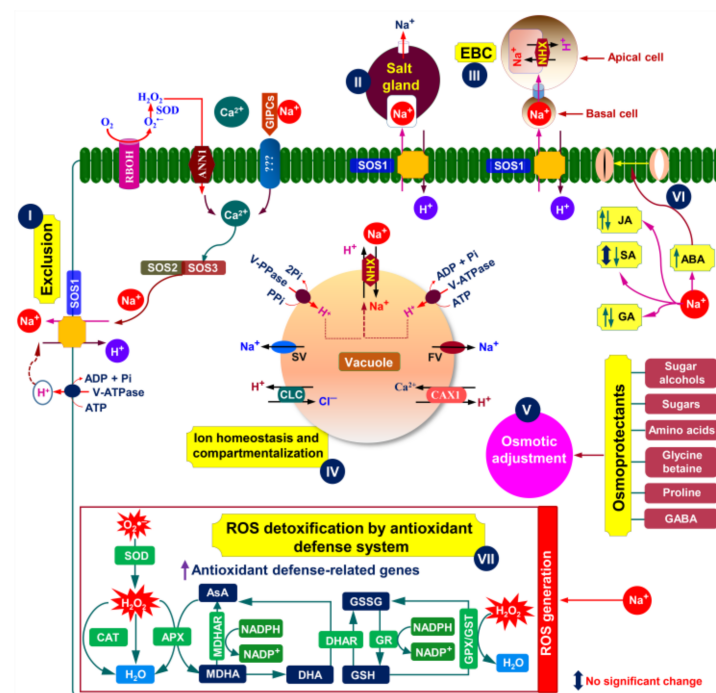 Na⁺
Salt
gland
II
Na⁺
EBC
III
Na⁺
NHX
H⁺
Apical cell
Basal cell
Na⁺
H₂O₂
SOD
O₂
O₂•⁻
RBOH
ANN1
Ca²⁺
GIPCs
Na⁺
???
SOS1
H⁺
SOS1
H⁺
VI
JA
SA
GA
ABA
Na⁺
I
Exclusion
SOS1
Na⁺
Na⁺
H⁺
H⁺
ADP + Pi
V-ATPase
ATP
Ca²⁺
SOS2
SOS3
Na⁺
H⁺
NHX
Na⁺
2Pi
V-PPase
PPi
H⁺
ADP + Pi
V-ATPase
ATP
H⁺
Vacuole
Na⁺
SV
FV
Na⁺
H⁺
CLC
Cl⁻
Ca²⁺
CAX1
H⁺
Ion homeostasis and
compartmentalization
IV
V
Osmotic
adjustment
Osmoprotectants
Sugar
alcohols
Sugars
Amino acids
Glycine
betaine
Proline
GABA
ROS detoxification by antioxidant
defense system
VII
Antioxidant defense-related genes
O₂•⁻
SOD
H₂O₂
CAT
H₂O
APX
AsA
MDHAR
MDHA
NADPH
NADP⁺
DHA
DHAR
GSSG
GR
GSH
NADPH
NADP⁺
GPX/GST
H₂O₂
H₂O
ROS generation
Na⁺
No significant change